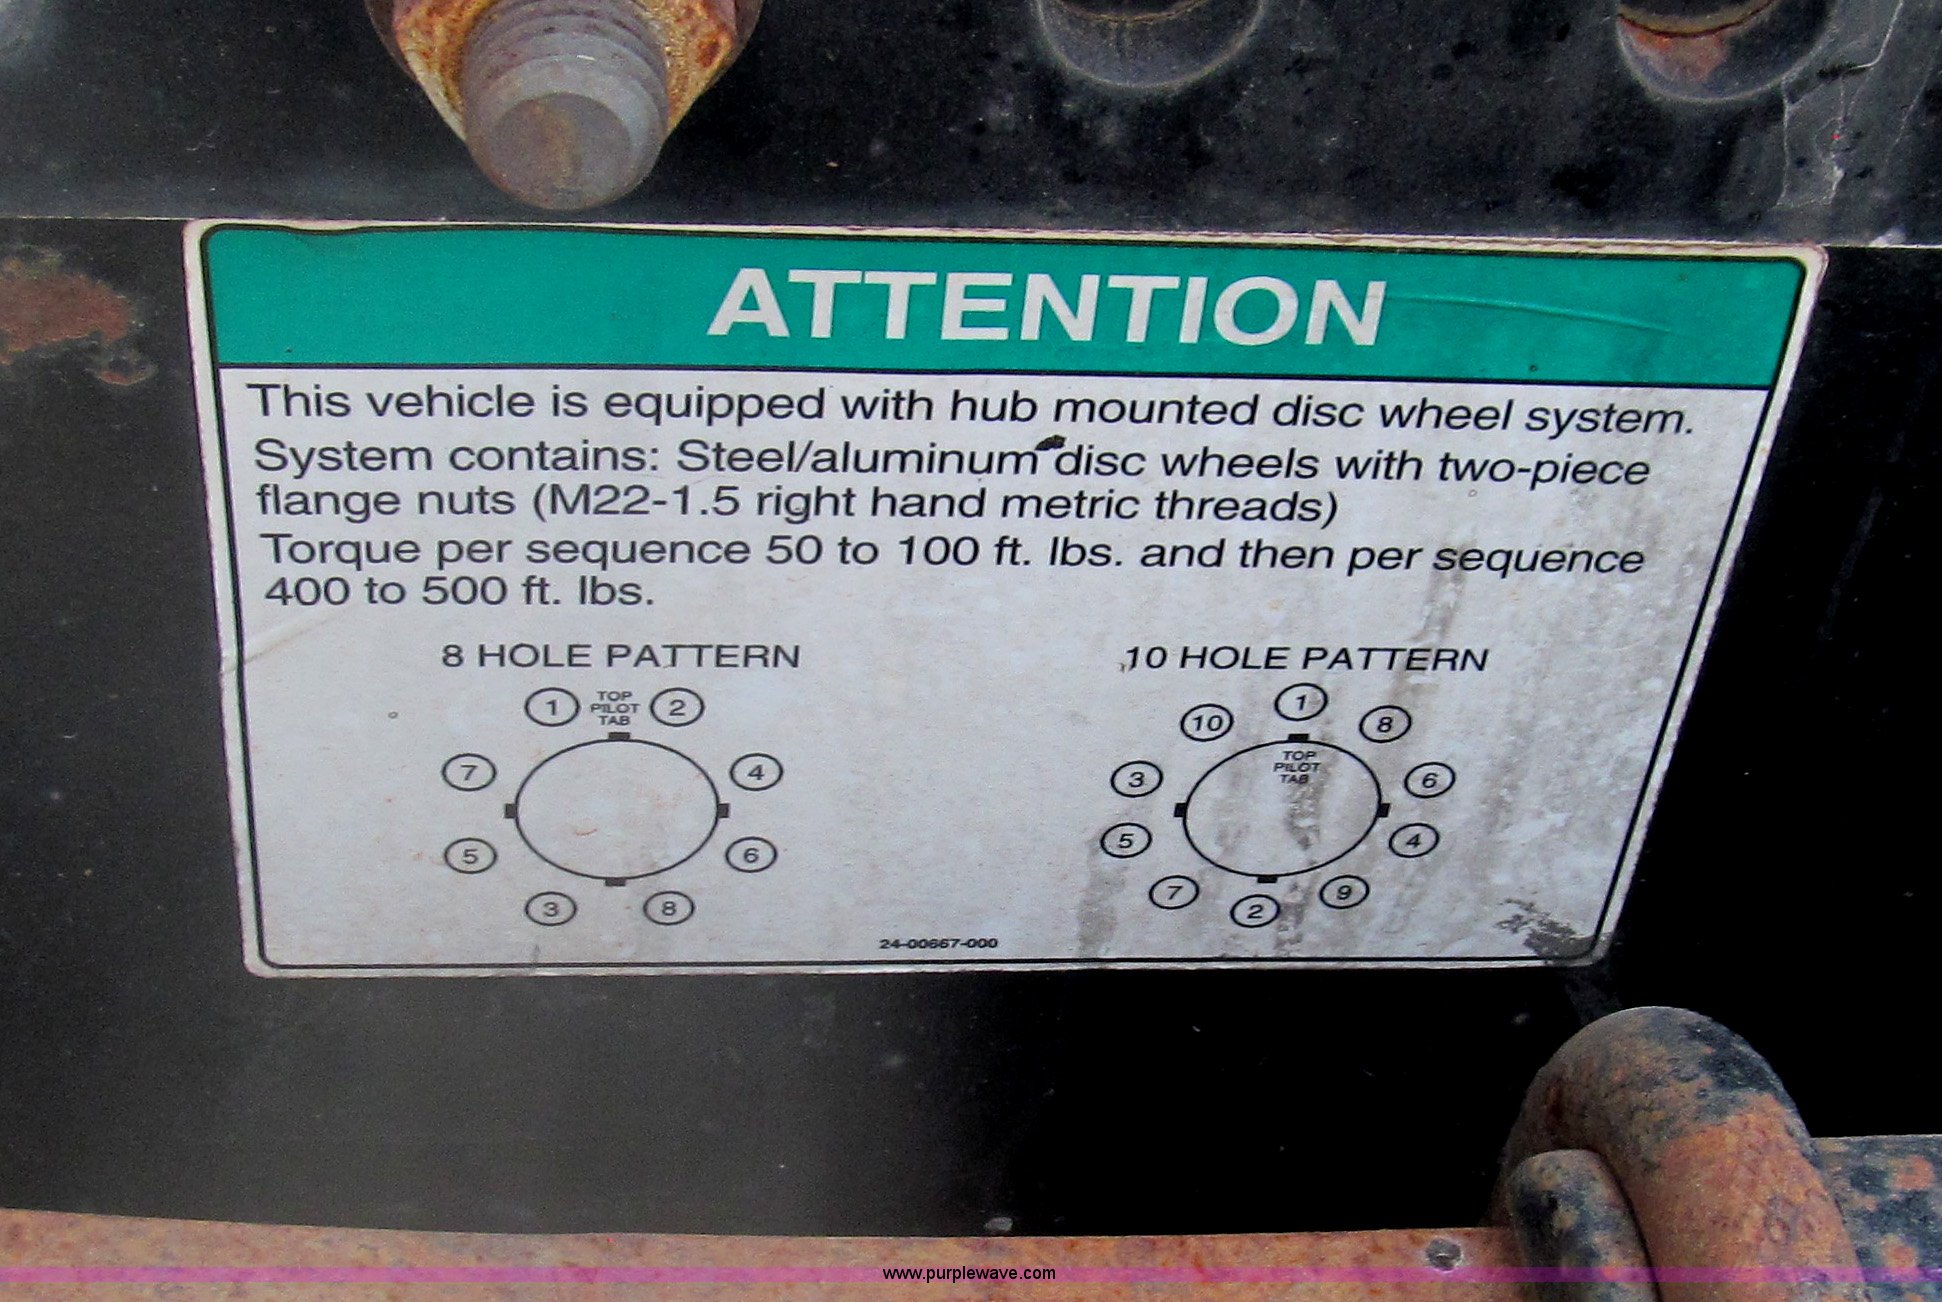 ATTENTION
This vehicle is equipped with hub mounted disc wheel system.
System contains: Steel/aluminum disc wheels with two-piece
flange nuts (M22-1.5 right hand metric threads)
Torque per sequence 50 to 100 ft. lbs. and then per sequence
400 to 500 ft. lbs.
8 HOLE PATTERN
1 TOP PILOT TAB 2
7 4
5 6
3 8
10 HOLE PATTERN
1
10 8
TOP
PILOT
TAB
3 6
5 4
7 9
2
24-00667-000
www.purplewave.com